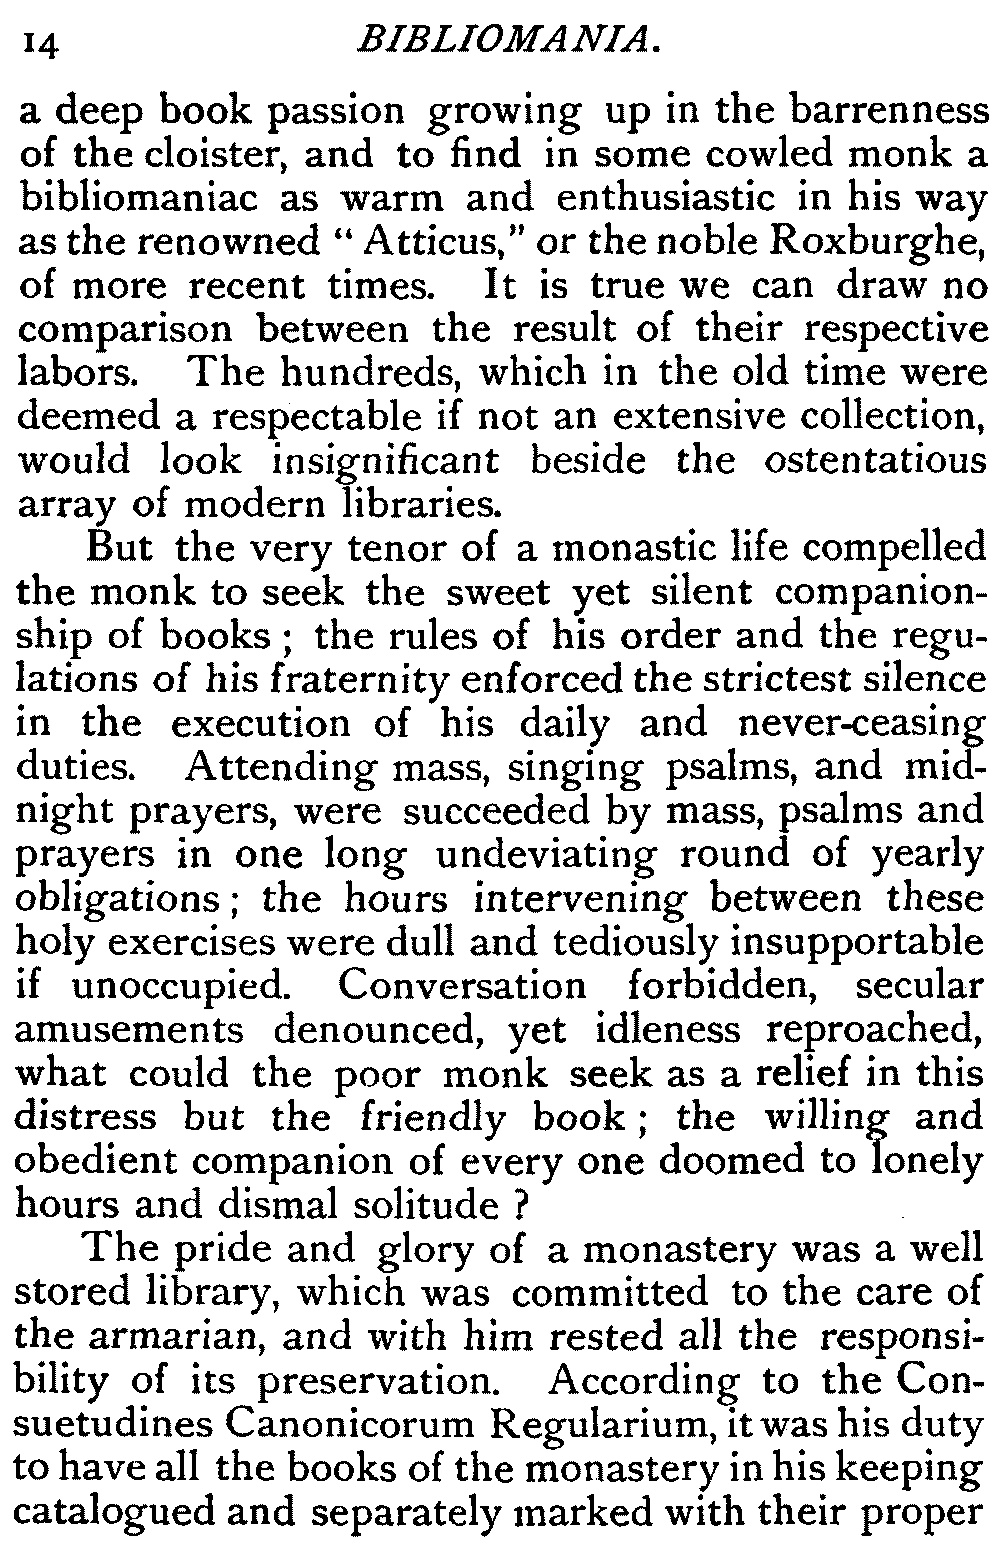 14 BIBLIOMANIA.
a deep book passion growing up in the barrenness
of the cloister, and to find in some cowled monk a
bibliomaniac as warm and enthusiastic in his way
as the renowned “ Atticus,” or the noble Roxburghe,
of more recent times. It is true we can draw no
comparison between the result of their respective
labors. The hundreds, which in the old time were
deemed a respectable if not an extensive collection,
would look insignificant beside the ostentatious
array of modern libraries.
But the very tenor of a monastic life compelled
the monk to seek the sweet yet silent companion-
ship of books ; the rules of his order and the regu-
lations of his fraternity enforced the strictest silence
in the execution of his daily and never-ceasing
duties. Attending mass, singing psalms, and mid-
night prayers, were succeeded by mass, psalms and
prayers in one long undeviating round of yearly
obligations ; the hours intervening between these
holy exercises were dull and tediously insupportable
if unoccupied. Conversation forbidden, secular
amusements denounced, yet idleness reproached,
what could the poor monk seek as a relief in this
distress but the friendly book ; the willing and
obedient companion of every one doomed to lonely
hours and dismal solitude ?
The pride and glory of a monastery was a well
stored library, which was committed to the care of
the armarian, and with him rested all the responsi-
bility of its preservation. According to the Con-
suetudines Canonicorum Regularium, it was his duty
to have all the books of the monastery in his keeping
catalogued and separately marked with their proper